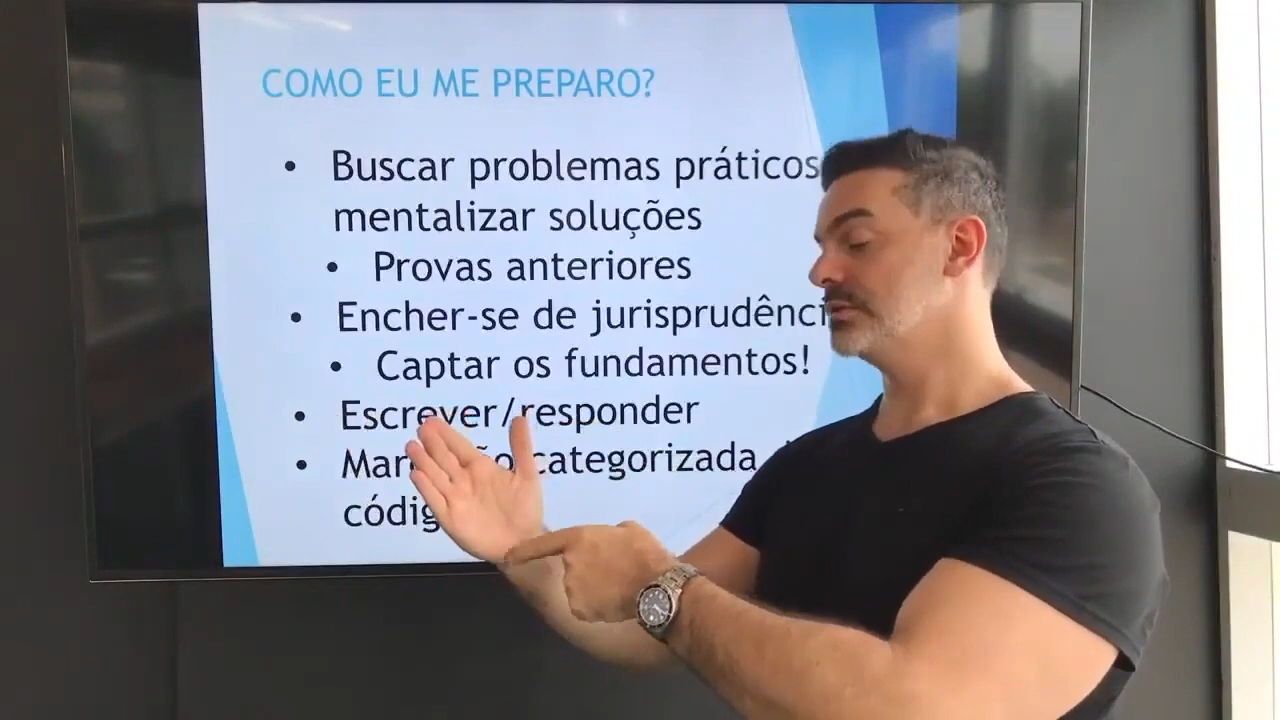 COMO EU ME PREPARO?
• Buscar problemas práticos
mentalizar soluções
• Provas anteriores
• Encher-se de
• Captar os fundamentos!
• Escrever/responder
• categorizada